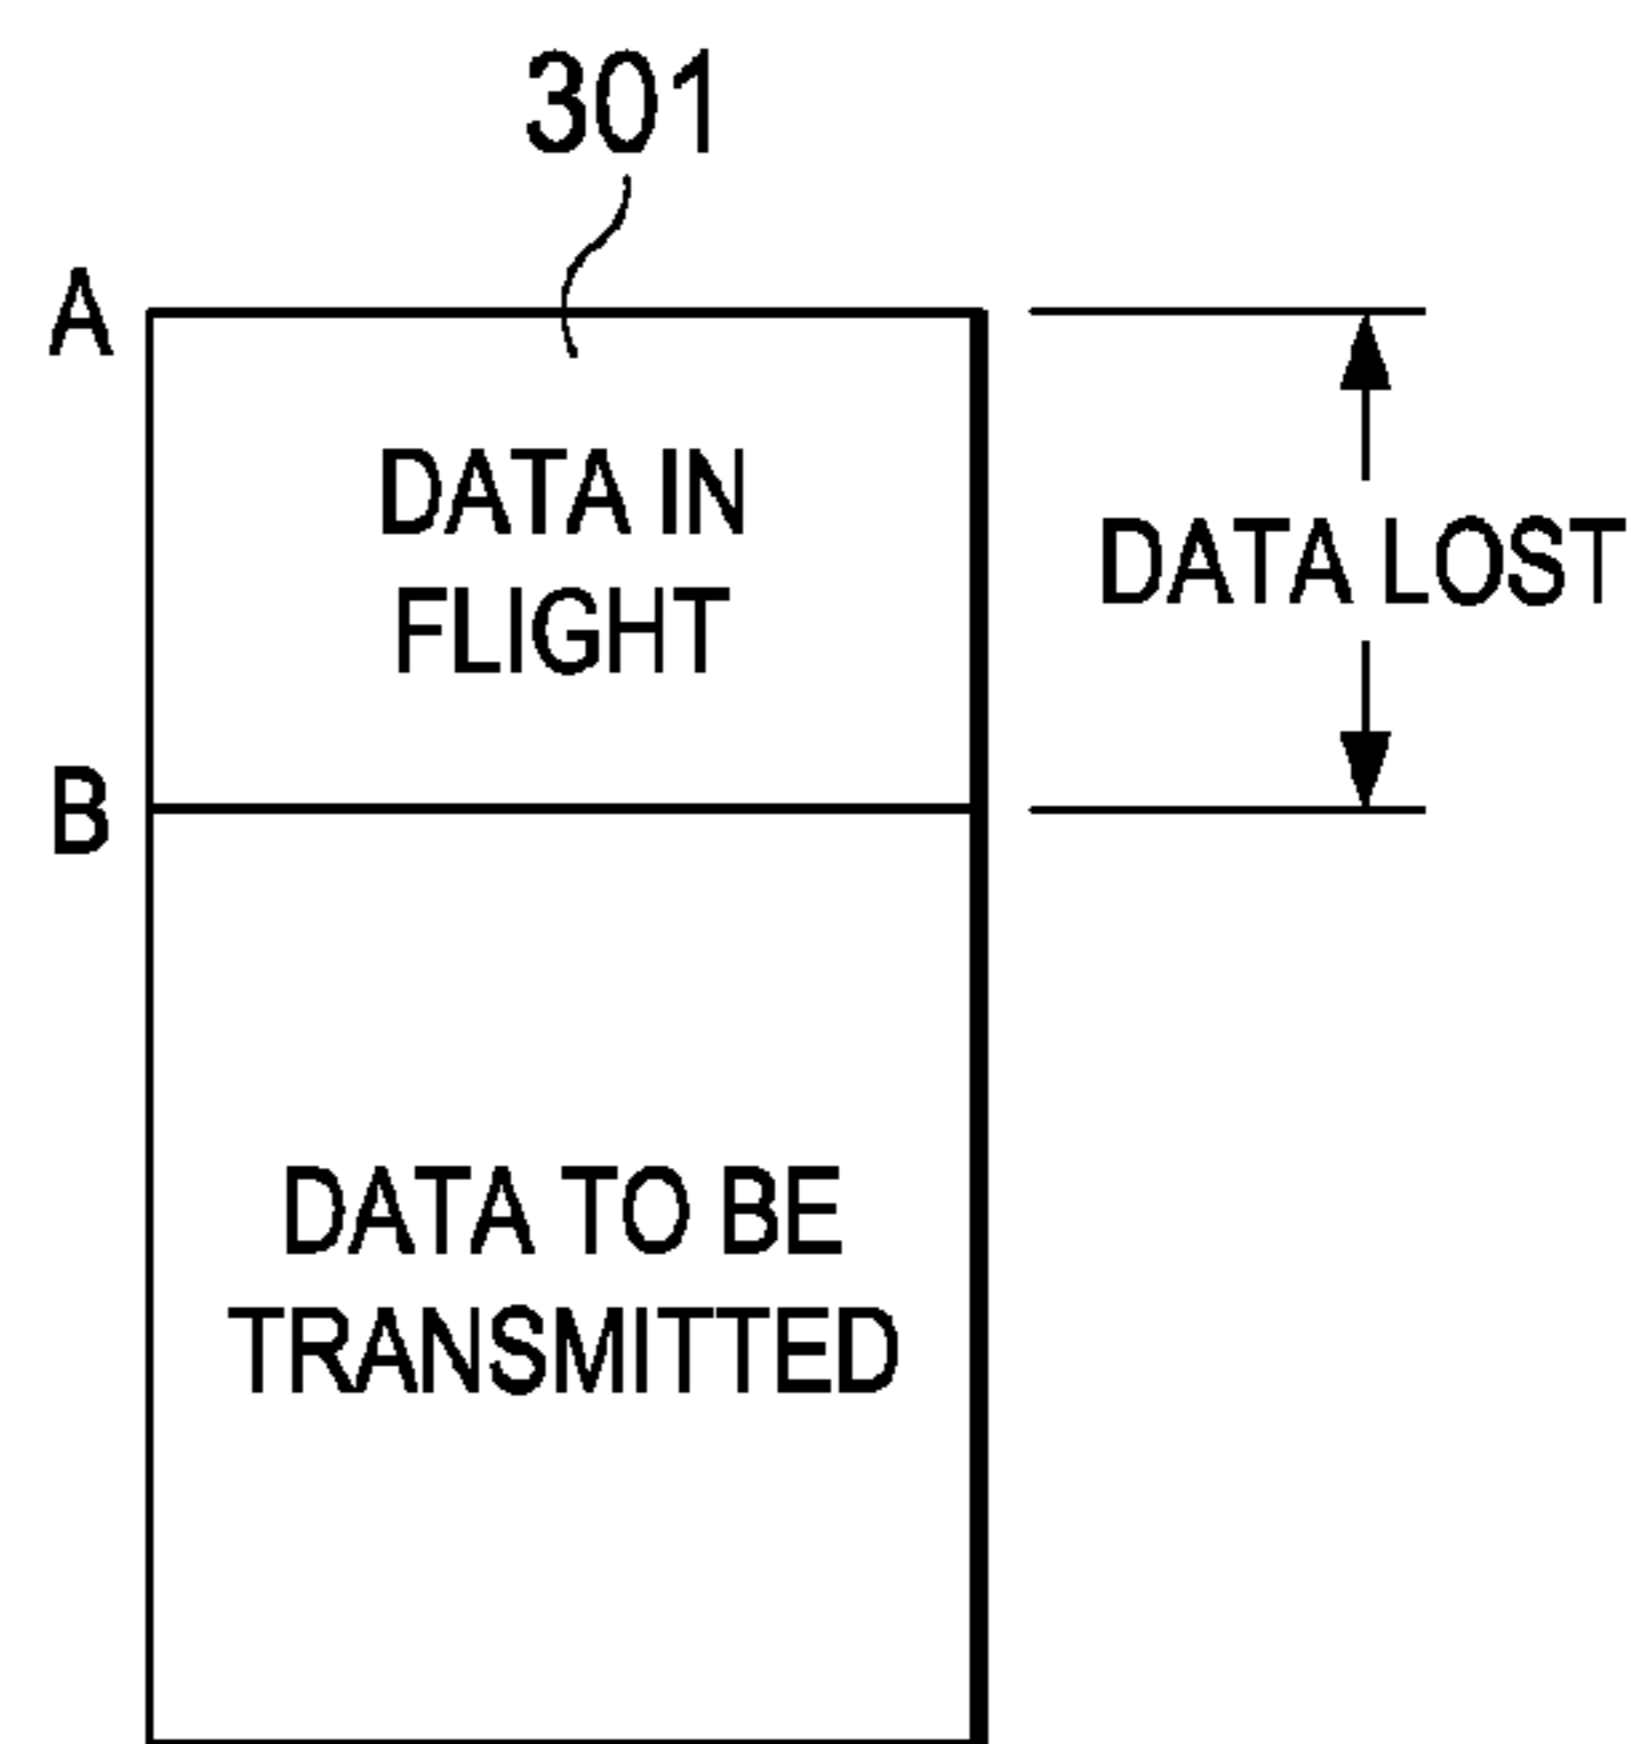 301
A
DATA IN
FLIGHT
DATA LOST
B
DATA TO BE
TRANSMITTED